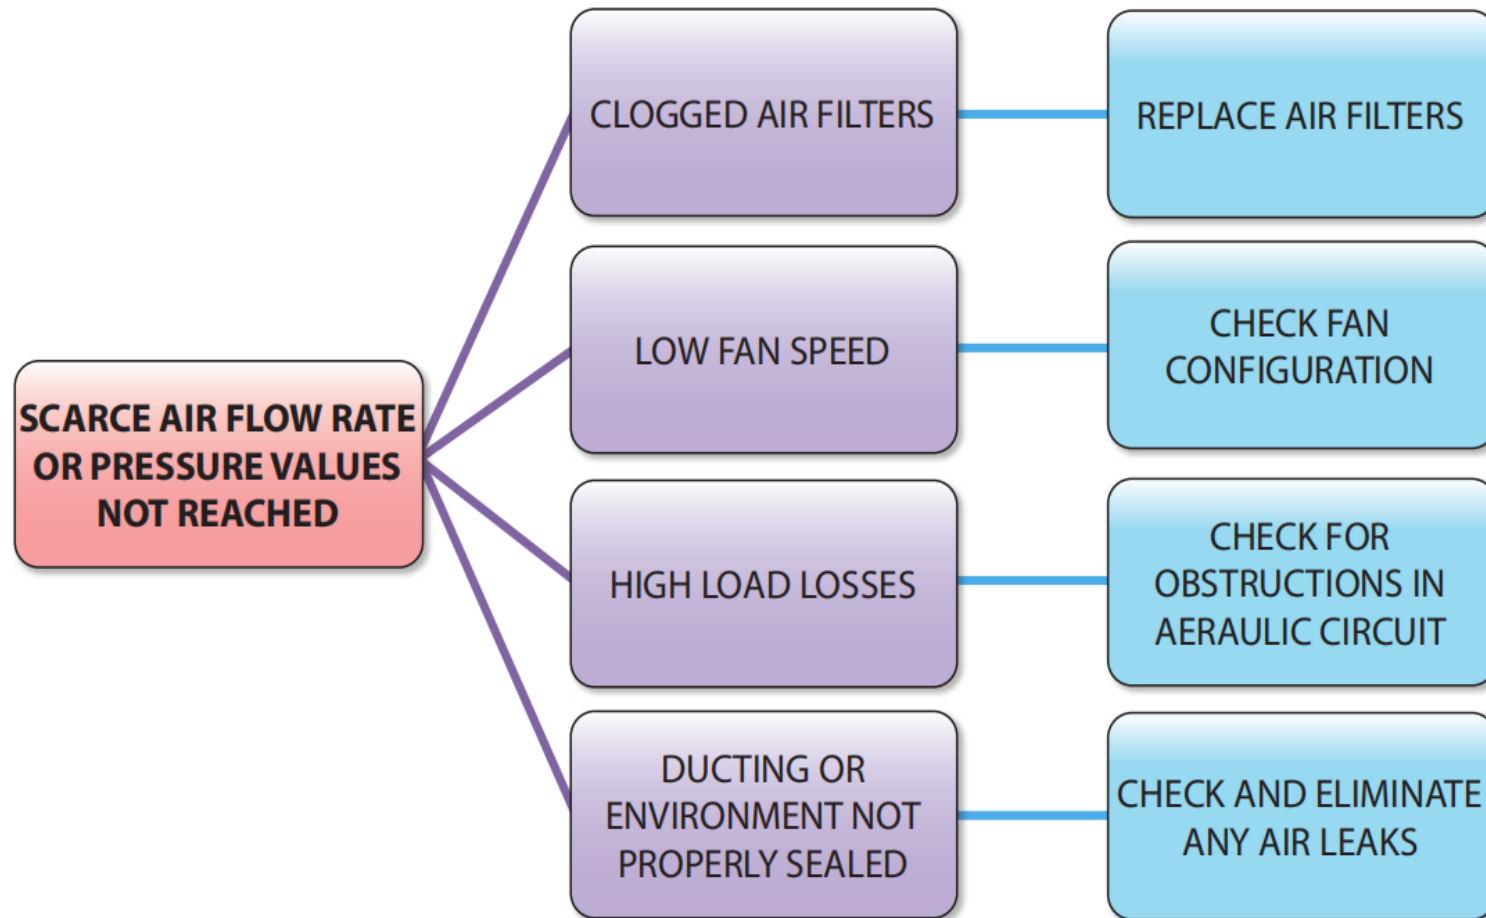 SCARCE AIR FLOW RATE
OR PRESSURE VALUES
NOT REACHED
CLOGGED AIR FILTERS
REPLACE AIR FILTERS
LOW FAN SPEED
CHECK FAN
CONFIGURATION
HIGH LOAD LOSSES
CHECK FOR
OBSTRUCTIONS IN
AERAULIC CIRCUIT
DUCTING OR
ENVIRONMENT NOT
PROPERLY SEALED
CHECK AND ELIMINATE
ANY AIR LEAKS